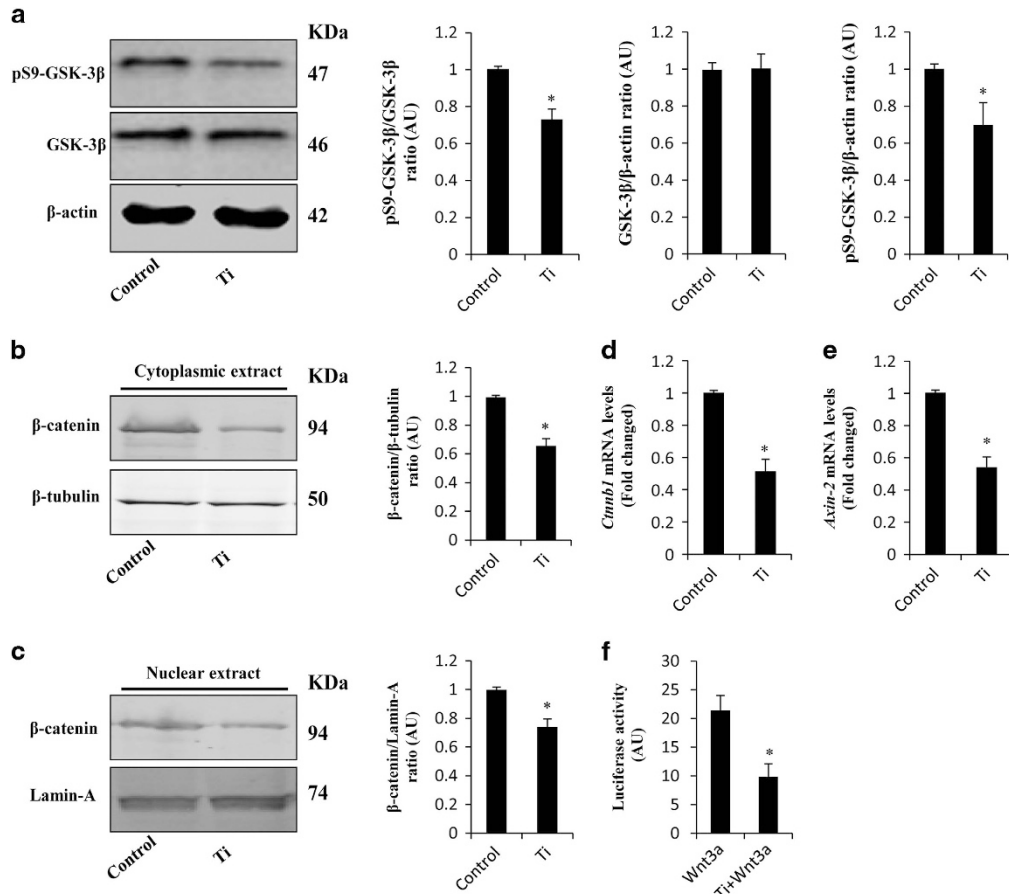 a
KDa
pS9-GSK-3β
47
GSK-3β
46
β-actin
42
Control
Ti
pS9-GSK-3β/GSK-3β
ratio (AU)
1.2
1
0.8
0.6
0.4
0.2
0
*
Control
Ti
GSK-3β/β-actin ratio (AU)
1.2
1
0.8
0.6
0.4
0.2
0
Control
Ti
pS9-GSK-3β/β-actin ratio (AU)
1.2
1
0.8
0.6
0.4
0.2
0
*
Control
Ti
b
Cytoplasmic extract
KDa
β-catenin
94
β-tubulin
50
Control
Ti
β-catenin/β-tubulin
ratio (AU)
1.2
1
0.8
0.6
0.4
0.2
0
*
Control
Ti
d
Ctnnb1 mRNA levels
(Fold changed)
1.2
1
0.8
0.6
0.4
0.2
0
*
Control
Ti
e
Axin-2 mRNA levels
(Fold changed)
1.2
1
0.8
0.6
0.4
0.2
0
*
Control
Ti
c
Nuclear extract
KDa
β-catenin
94
Lamin-A
74
Control
Ti
β-catenin/Lamin-A
ratio (AU)
1.2
1
0.8
0.6
0.4
0.2
0
*
Control
Ti
f
Luciferase activity
(AU)
25
20
15
10
5
0
*
Wnt3a
Ti+Wnt3a